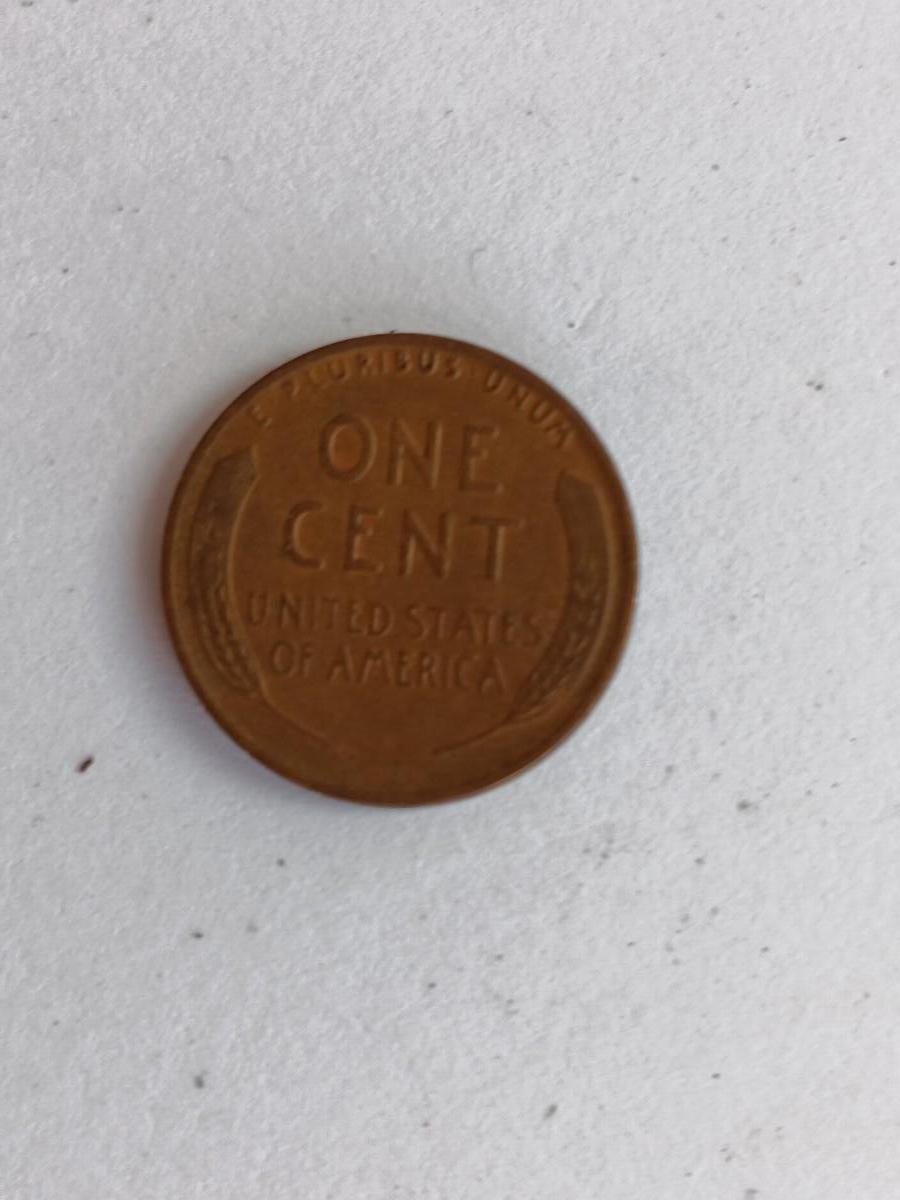 E PLURIBUS · UNUM
ONE
CENT
UNITED STATES
OF AMERICA